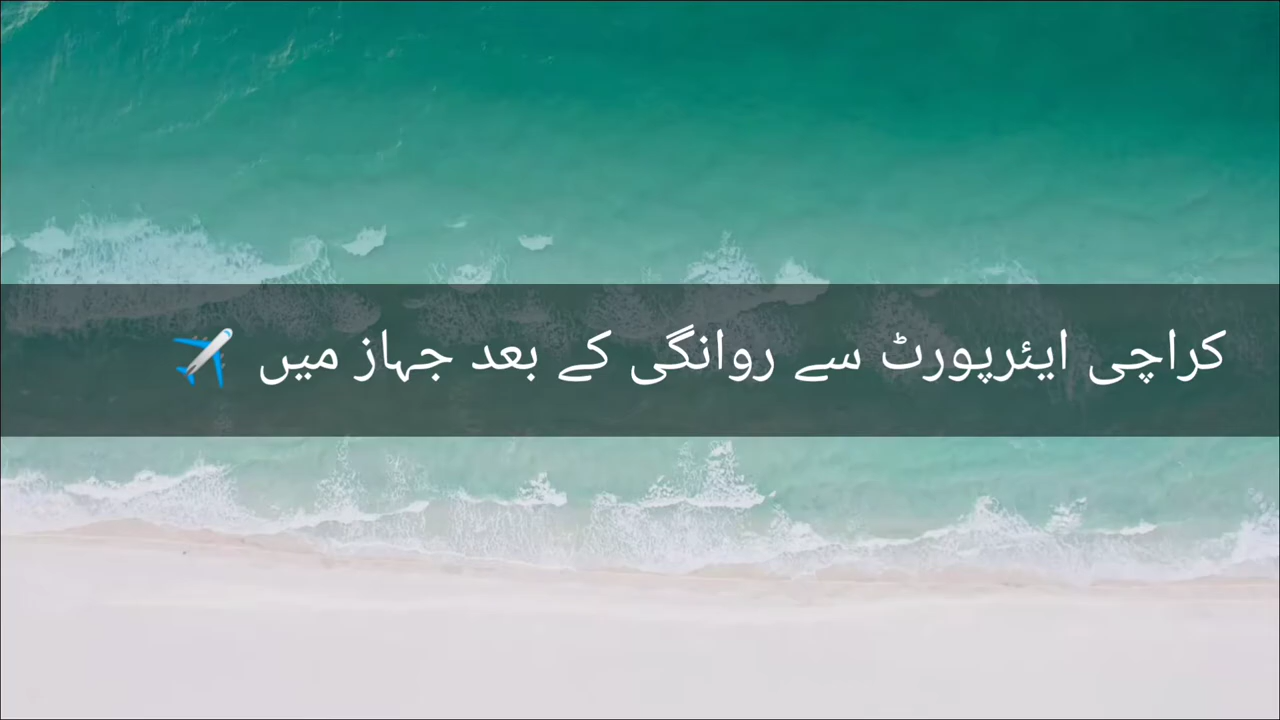 کراچی ایئرپورٹ سے روانگی کے بعد جہاز میں ✈️